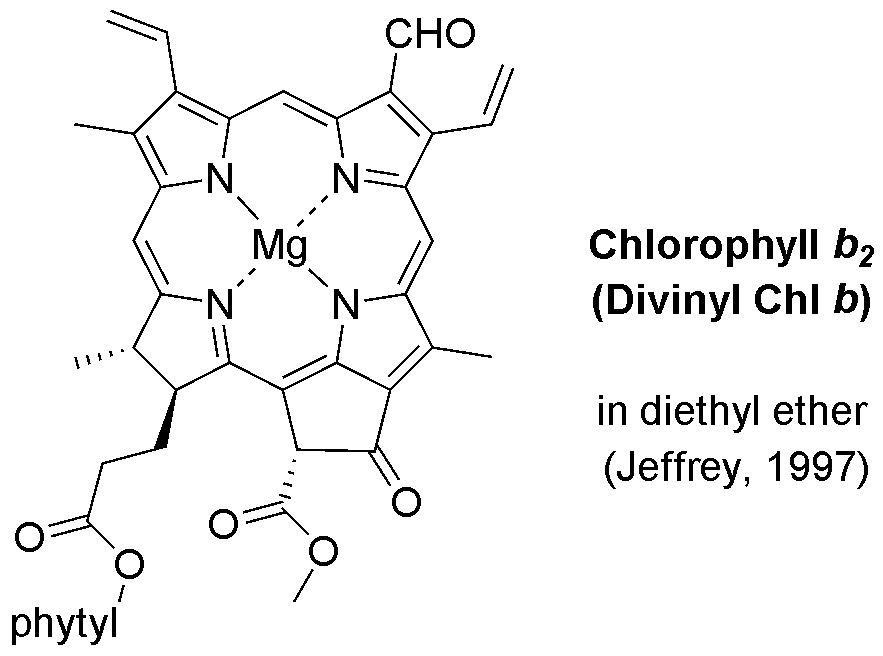 CHO
N
N
Mg
N
N
Chlorophyll b2
(Divinyl Chl b)
in diethyl ether
(Jeffrey, 1997)
O
O
O
O
O
phytyl